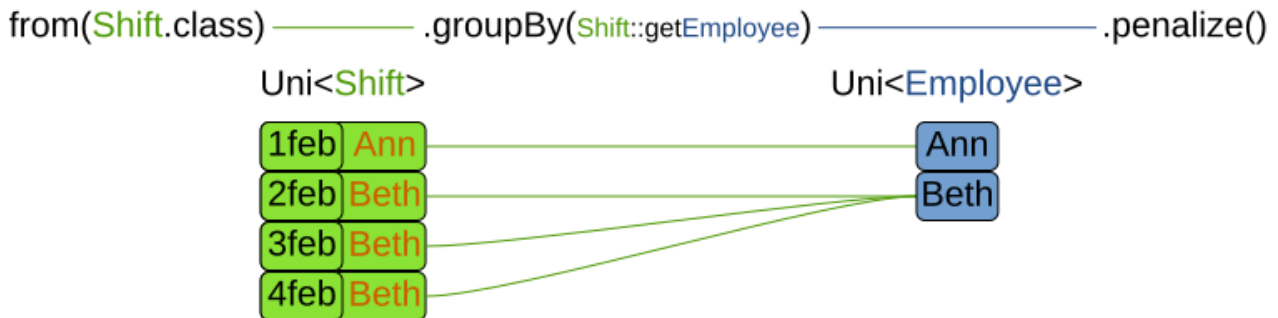 from(Shift.class) .groupBy(Shift::getEmployee) .penalize()
Uni<Shift> Uni<Employee>
1feb Ann Ann
2feb Beth Beth
3feb Beth
4feb Beth